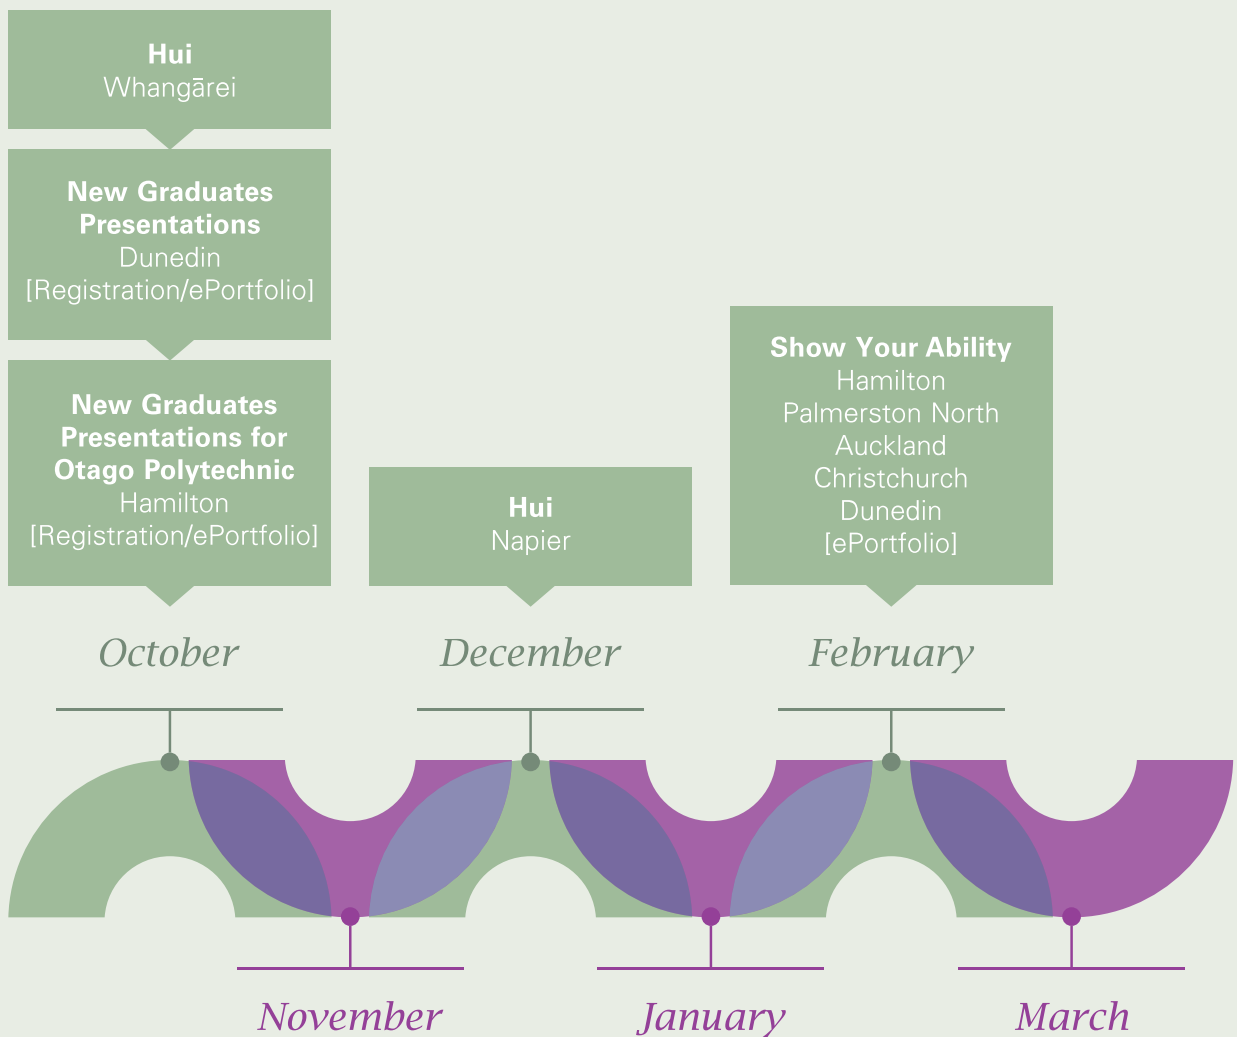 Hui
Whangārei
New Graduates
Presentations
Dunedin
[Registration/ePortfolio]
New Graduates
Presentations for
Otago Polytechnic
Hamilton
[Registration/ePortfolio]
Hui
Napier
Show Your Ability
Hamilton
Palmerston North
Auckland
Christchurch
Dunedin
[ePortfolio]
October
December
February
November
January
March